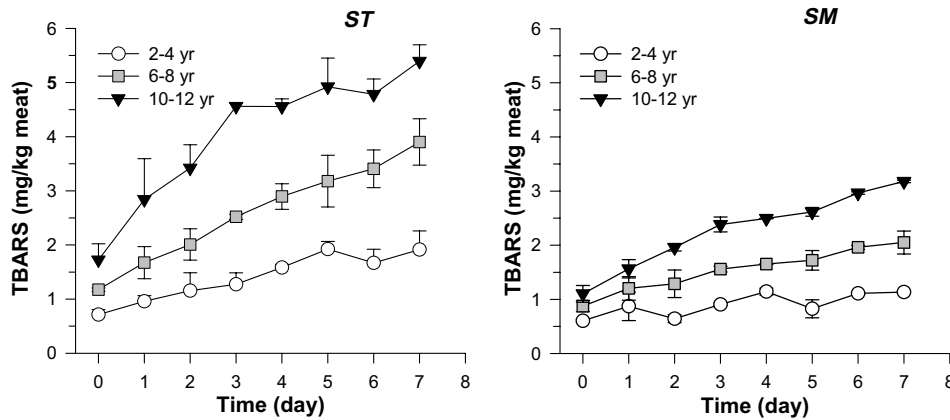 ST
2-4 yr
6-8 yr
10-12 yr
TBARS (mg/kg meat)
6
5
4
3
2
1
0
0 1 2 3 4 5 6 7 8
Time (day)
SM
2-4 yr
6-8 yr
10-12 yr
TBARS (mg/kg meat)
6
5
4
3
2
1
0
0 1 2 3 4 5 6 7 8
Time (day)